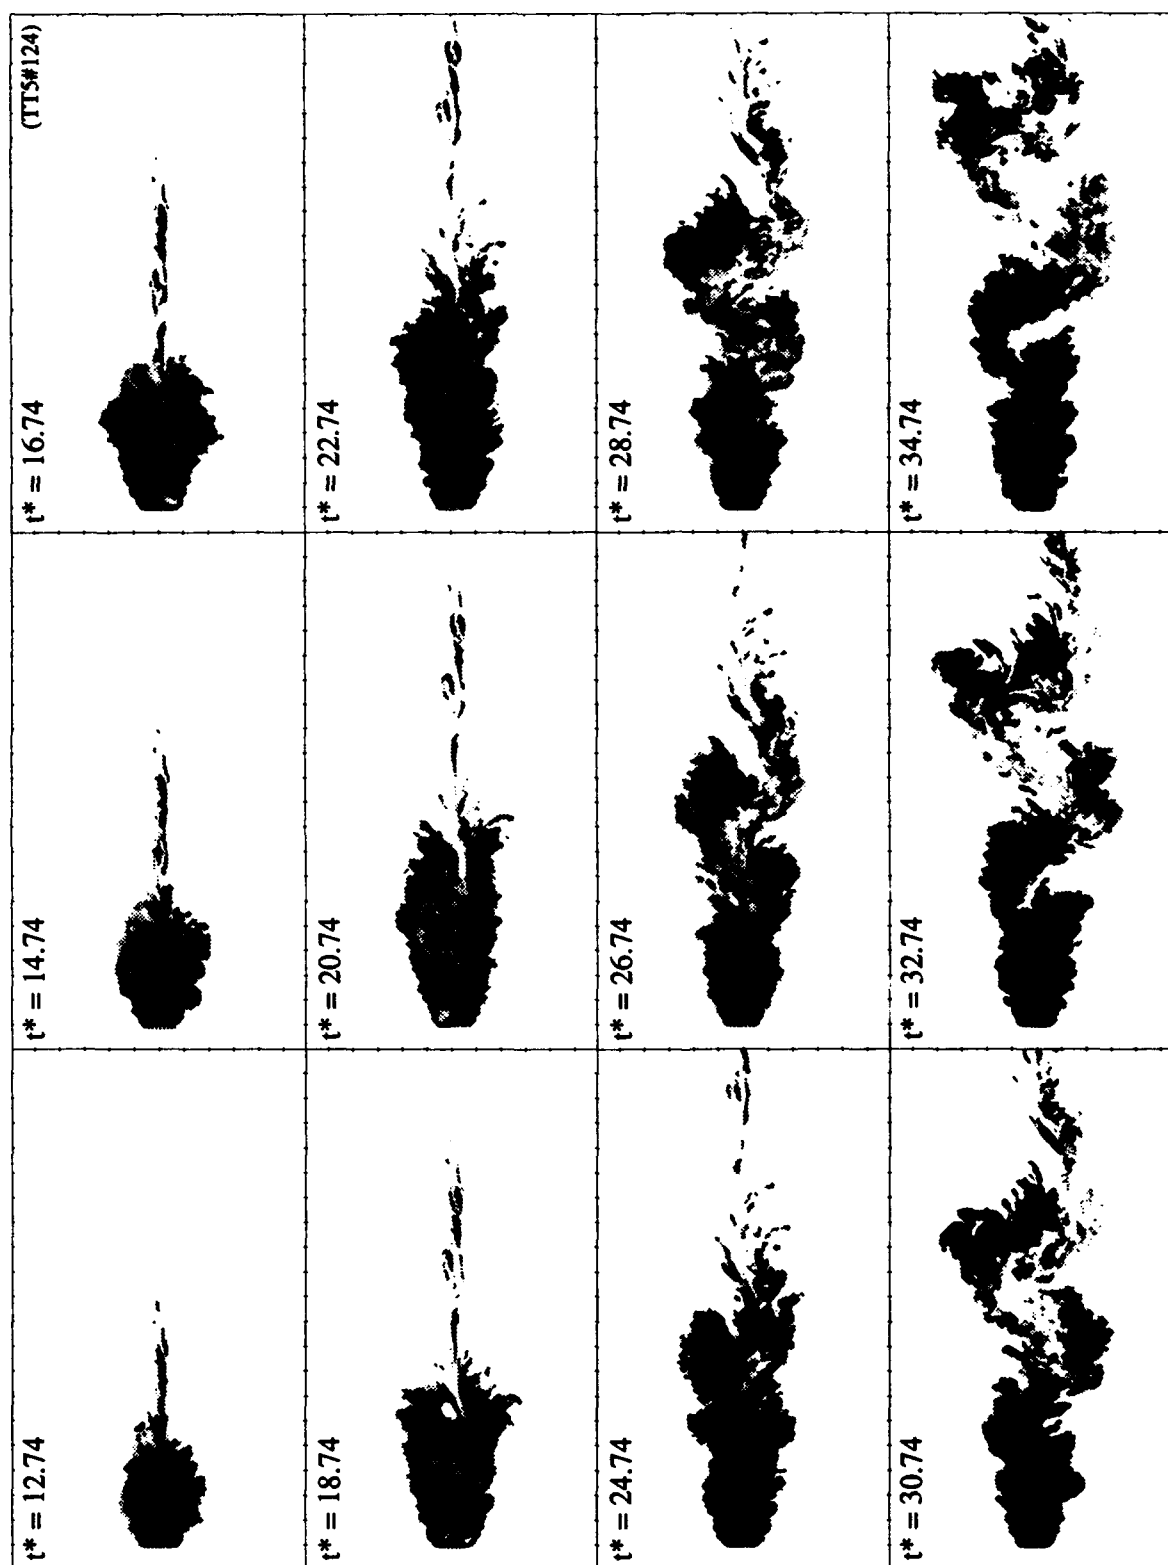 t* = 12.74
t* = 14.74
t* = 16.74
(TT5#124)
t* = 18.74
t* = 20.74
t* = 22.74
t* = 24.74
t* = 26.74
t* = 28.74
t* = 30.74
t* = 32.74
t* = 34.74